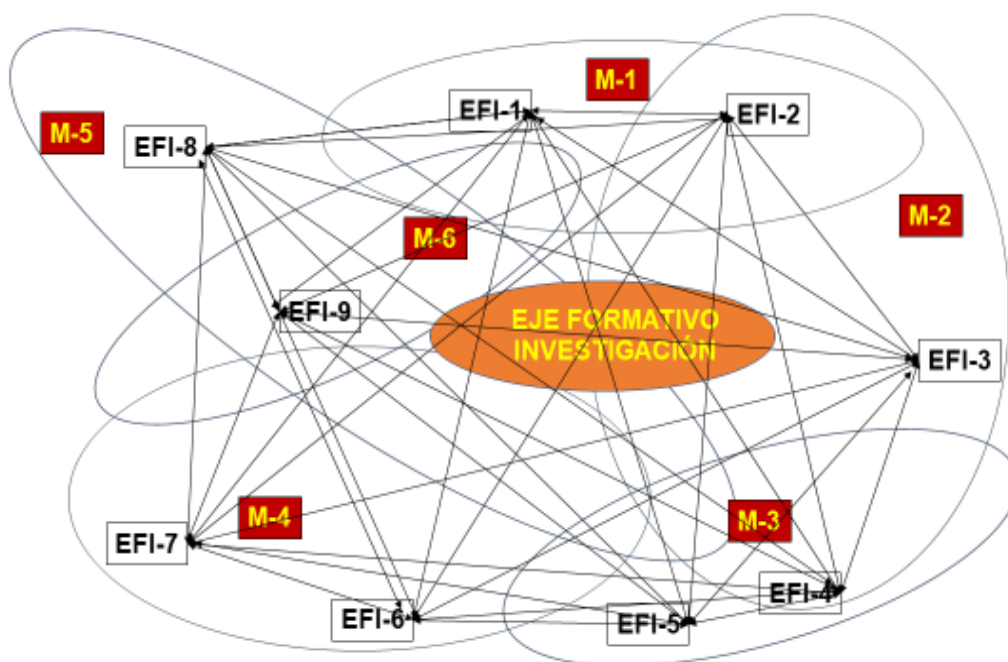 M-1
EFI-1
EFI-2
M-5
EFI-8
M-2
M-6
EFI-9
EJE FORMATIVO
INVESTIGACIÓN
EFI-3
M-4
M-3
EFI-7
EFI-4
EFI-6
EFI-5